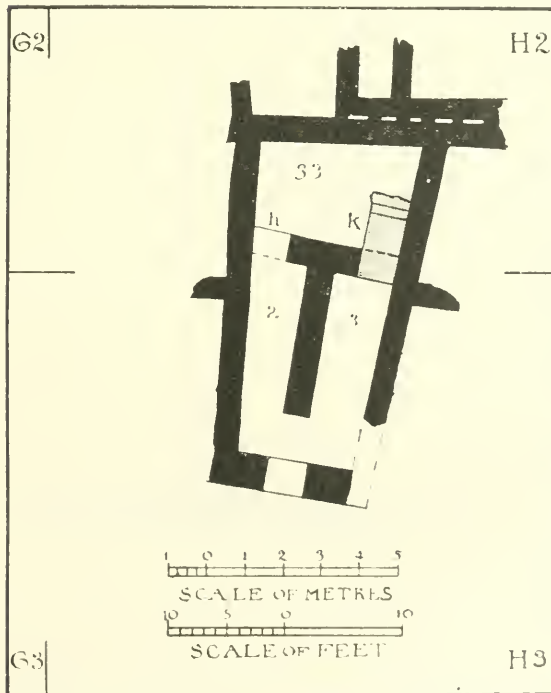 G2 H2
33
h k
2 3
1 0 1 2 3 4 5
SCALE OF METRES
10 5 0 10
SCALE OF FEET
G3 H3